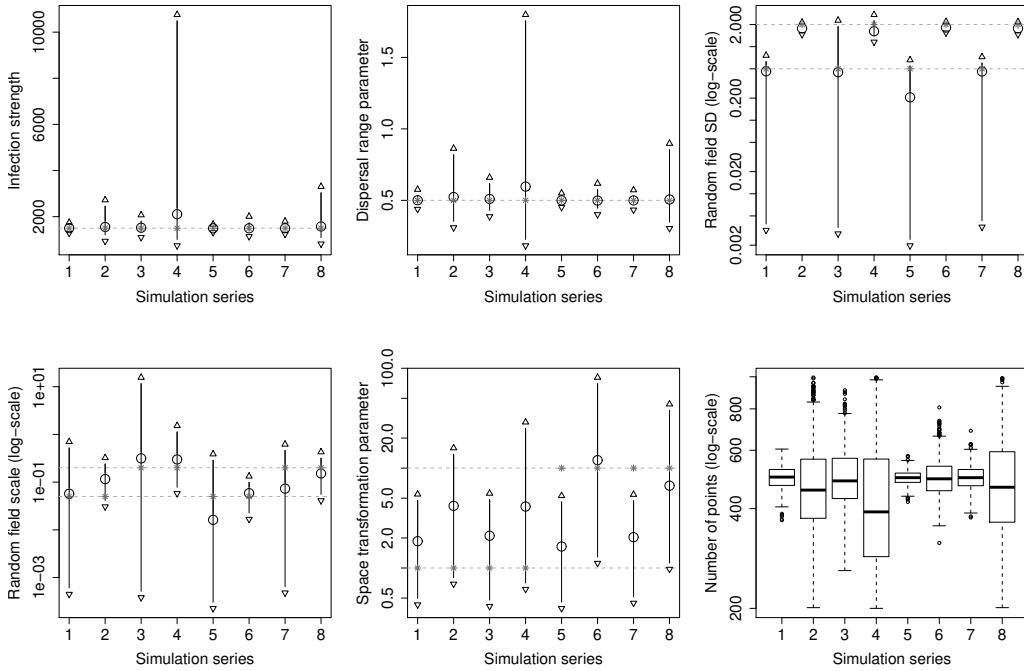 Infection strength
10000
6000
2000
1 2 3 4 5 6 7 8
Simulation series
Dispersal range parameter
1.5
1.0
0.5
1 2 3 4 5 6 7 8
Simulation series
Random field SD (log−scale)
2.000
0.200
0.020
0.002
1 2 3 4 5 6 7 8
Simulation series
Random field scale (log−scale)
1e+01
1e−01
1e−03
1 2 3 4 5 6 7 8
Simulation series
Space transformation parameter
100.0
20.0
5.0
2.0
0.5
1 2 3 4 5 6 7 8
Simulation series
Number of points (log−scale)
800
600
400
200
1 2 3 4 5 6 7 8
Simulation series